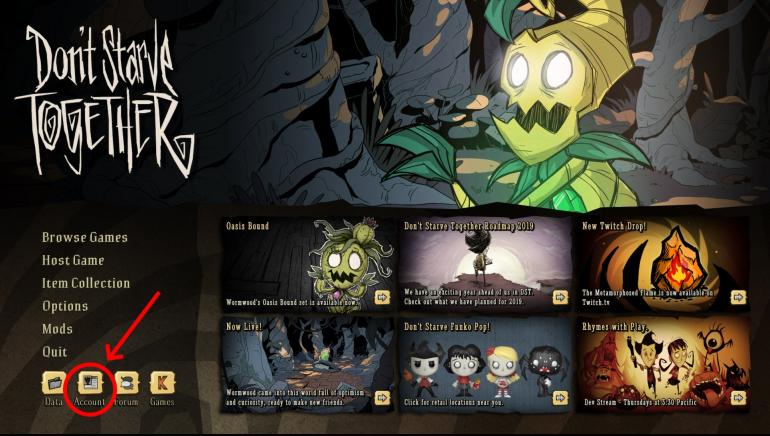 Don't Starve
TOGETHER
Browse Games
Host Game
Item Collection
Options
Mods
Quit
Data
Account
Forum
Games
Oasis Bound
Wormwood's Oasis Bound set is available now.
Don't Starve Together Roadmap 2019
We have an exciting year ahead of us in DST.
Check out what we have planned for 2019.
New Twitch Drop!
The Metamorphosed Flame is now available on
Twitch.tv
Now Live!
Wormwood came into this world full of optimism
and curiosity, ready to make new friends.
Don't Starve Funko Pop!
Click for retail locations near you.
Rhymes with Play
Dev Stream - Thursdays at 3:30 Pacific